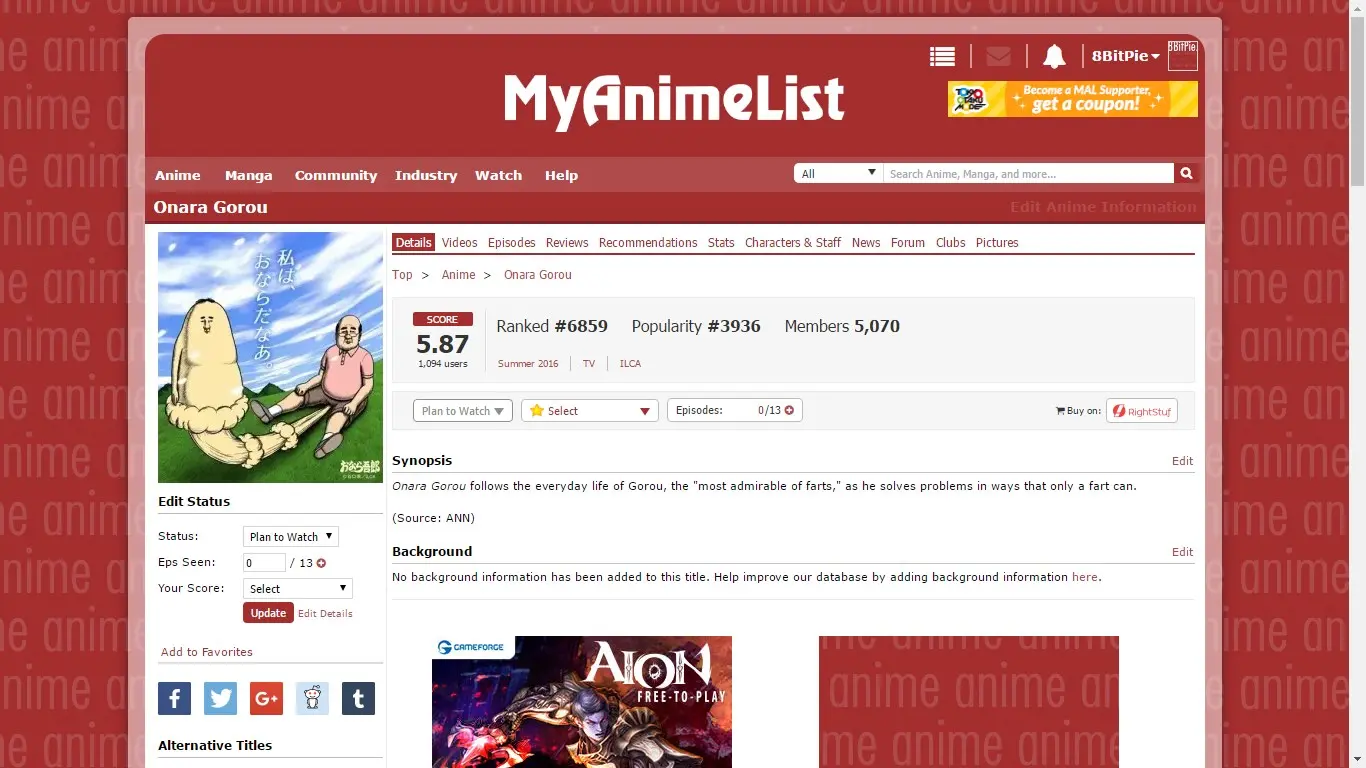 8BitPie
8BitPie.
MyAnimeList
TOKYO OTAKU MODE
Become a MAL Supporter,
get a coupon!
Anime Manga Community Industry Watch Help
All
Search Anime, Manga, and more...
Onara Gorou
Edit Anime Information
私は、
おならだなあ。
おなら吾郎
Edit Status
Status: Plan to Watch
Eps Seen: 0 / 13
Your Score: Select
Update Edit Details
Add to Favorites
f G+ t
Alternative Titles
Details Videos Episodes Reviews Recommendations Stats Characters & Staff News Forum Clubs Pictures
Top > Anime > Onara Gorou
SCORE
5.87
1,094 users
Ranked #6859 Popularity #3936 Members 5,070
Summer 2016 TV ILCA
Plan to Watch Select Episodes: 0/13 Buy on: RightStuf
Synopsis Edit
Onara Gorou follows the everyday life of Gorou, the "most admirable of farts," as he solves problems in ways that only a fart can.
(Source: ANN)
Background Edit
No background information has been added to this title. Help improve our database by adding background information here.
GAMEFORGE
AION
FREE-TO-PLAY
anime anime anime
me anime anime an